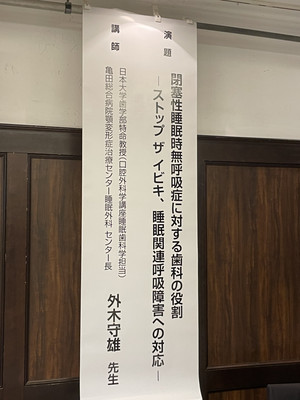 演題
閉塞性睡眠時無呼吸症に対する歯科の役割
―ストップ ザ イビキ、睡眠関連呼吸障害への対応―
講師
日本大学歯学部特命教授(口腔外科学講座睡眠歯科学担当)
亀田総合病院顎変形症治療センター睡眠外科 センター長
外木守雄 先生